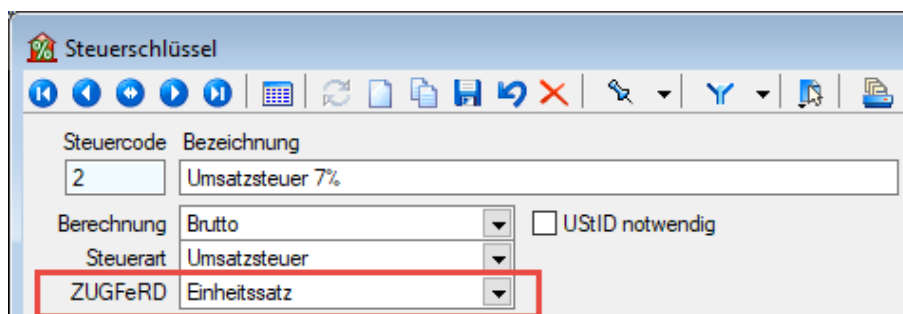 Steuerschlüssel
Steuercode Bezeichnung
2 Umsatzsteuer 7%
Berechnung Brutto UStID notwendig
Steuerart Umsatzsteuer
ZUGFeRD Einheitssatz